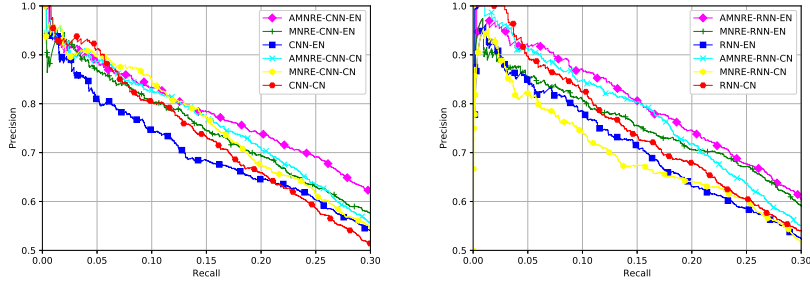 1.0
0.9
0.8
0.7
0.6
0.5
Precision
0.00
0.05
0.10
0.15
0.20
0.25
0.30
Recall
AMNRE-CNN-EN
MNRE-CNN-EN
CNN-EN
AMNRE-CNN-CN
MNRE-CNN-CN
CNN-CN
1.0
0.9
0.8
0.7
0.6
0.5
Precision
0.00
0.05
0.10
0.15
0.20
0.25
0.30
Recall
AMNRE-RNN-EN
MNRE-RNN-EN
RNN-EN
AMNRE-RNN-CN
MNRE-RNN-CN
RNN-CN